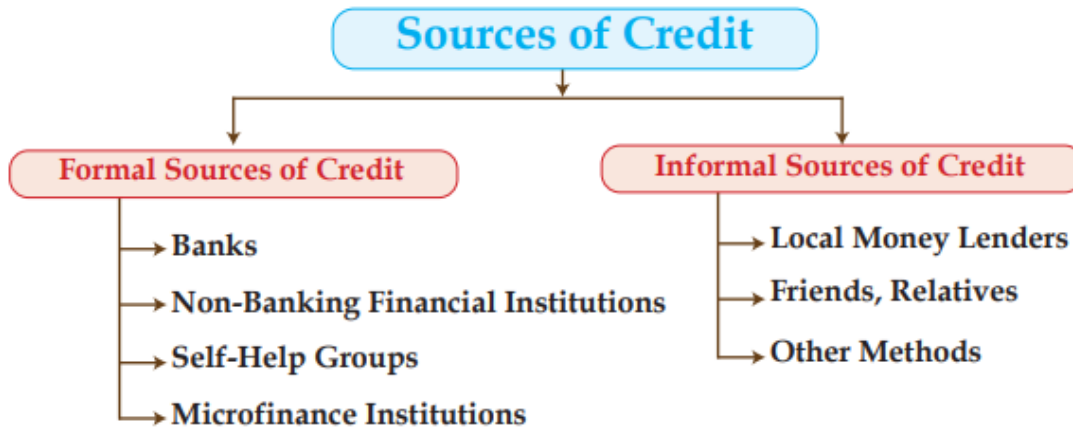 Sources of Credit
Formal Sources of Credit
Banks
Non-Banking Financial Institutions
Self-Help Groups
Microfinance Institutions
Informal Sources of Credit
Local Money Lenders
Friends, Relatives
Other Methods